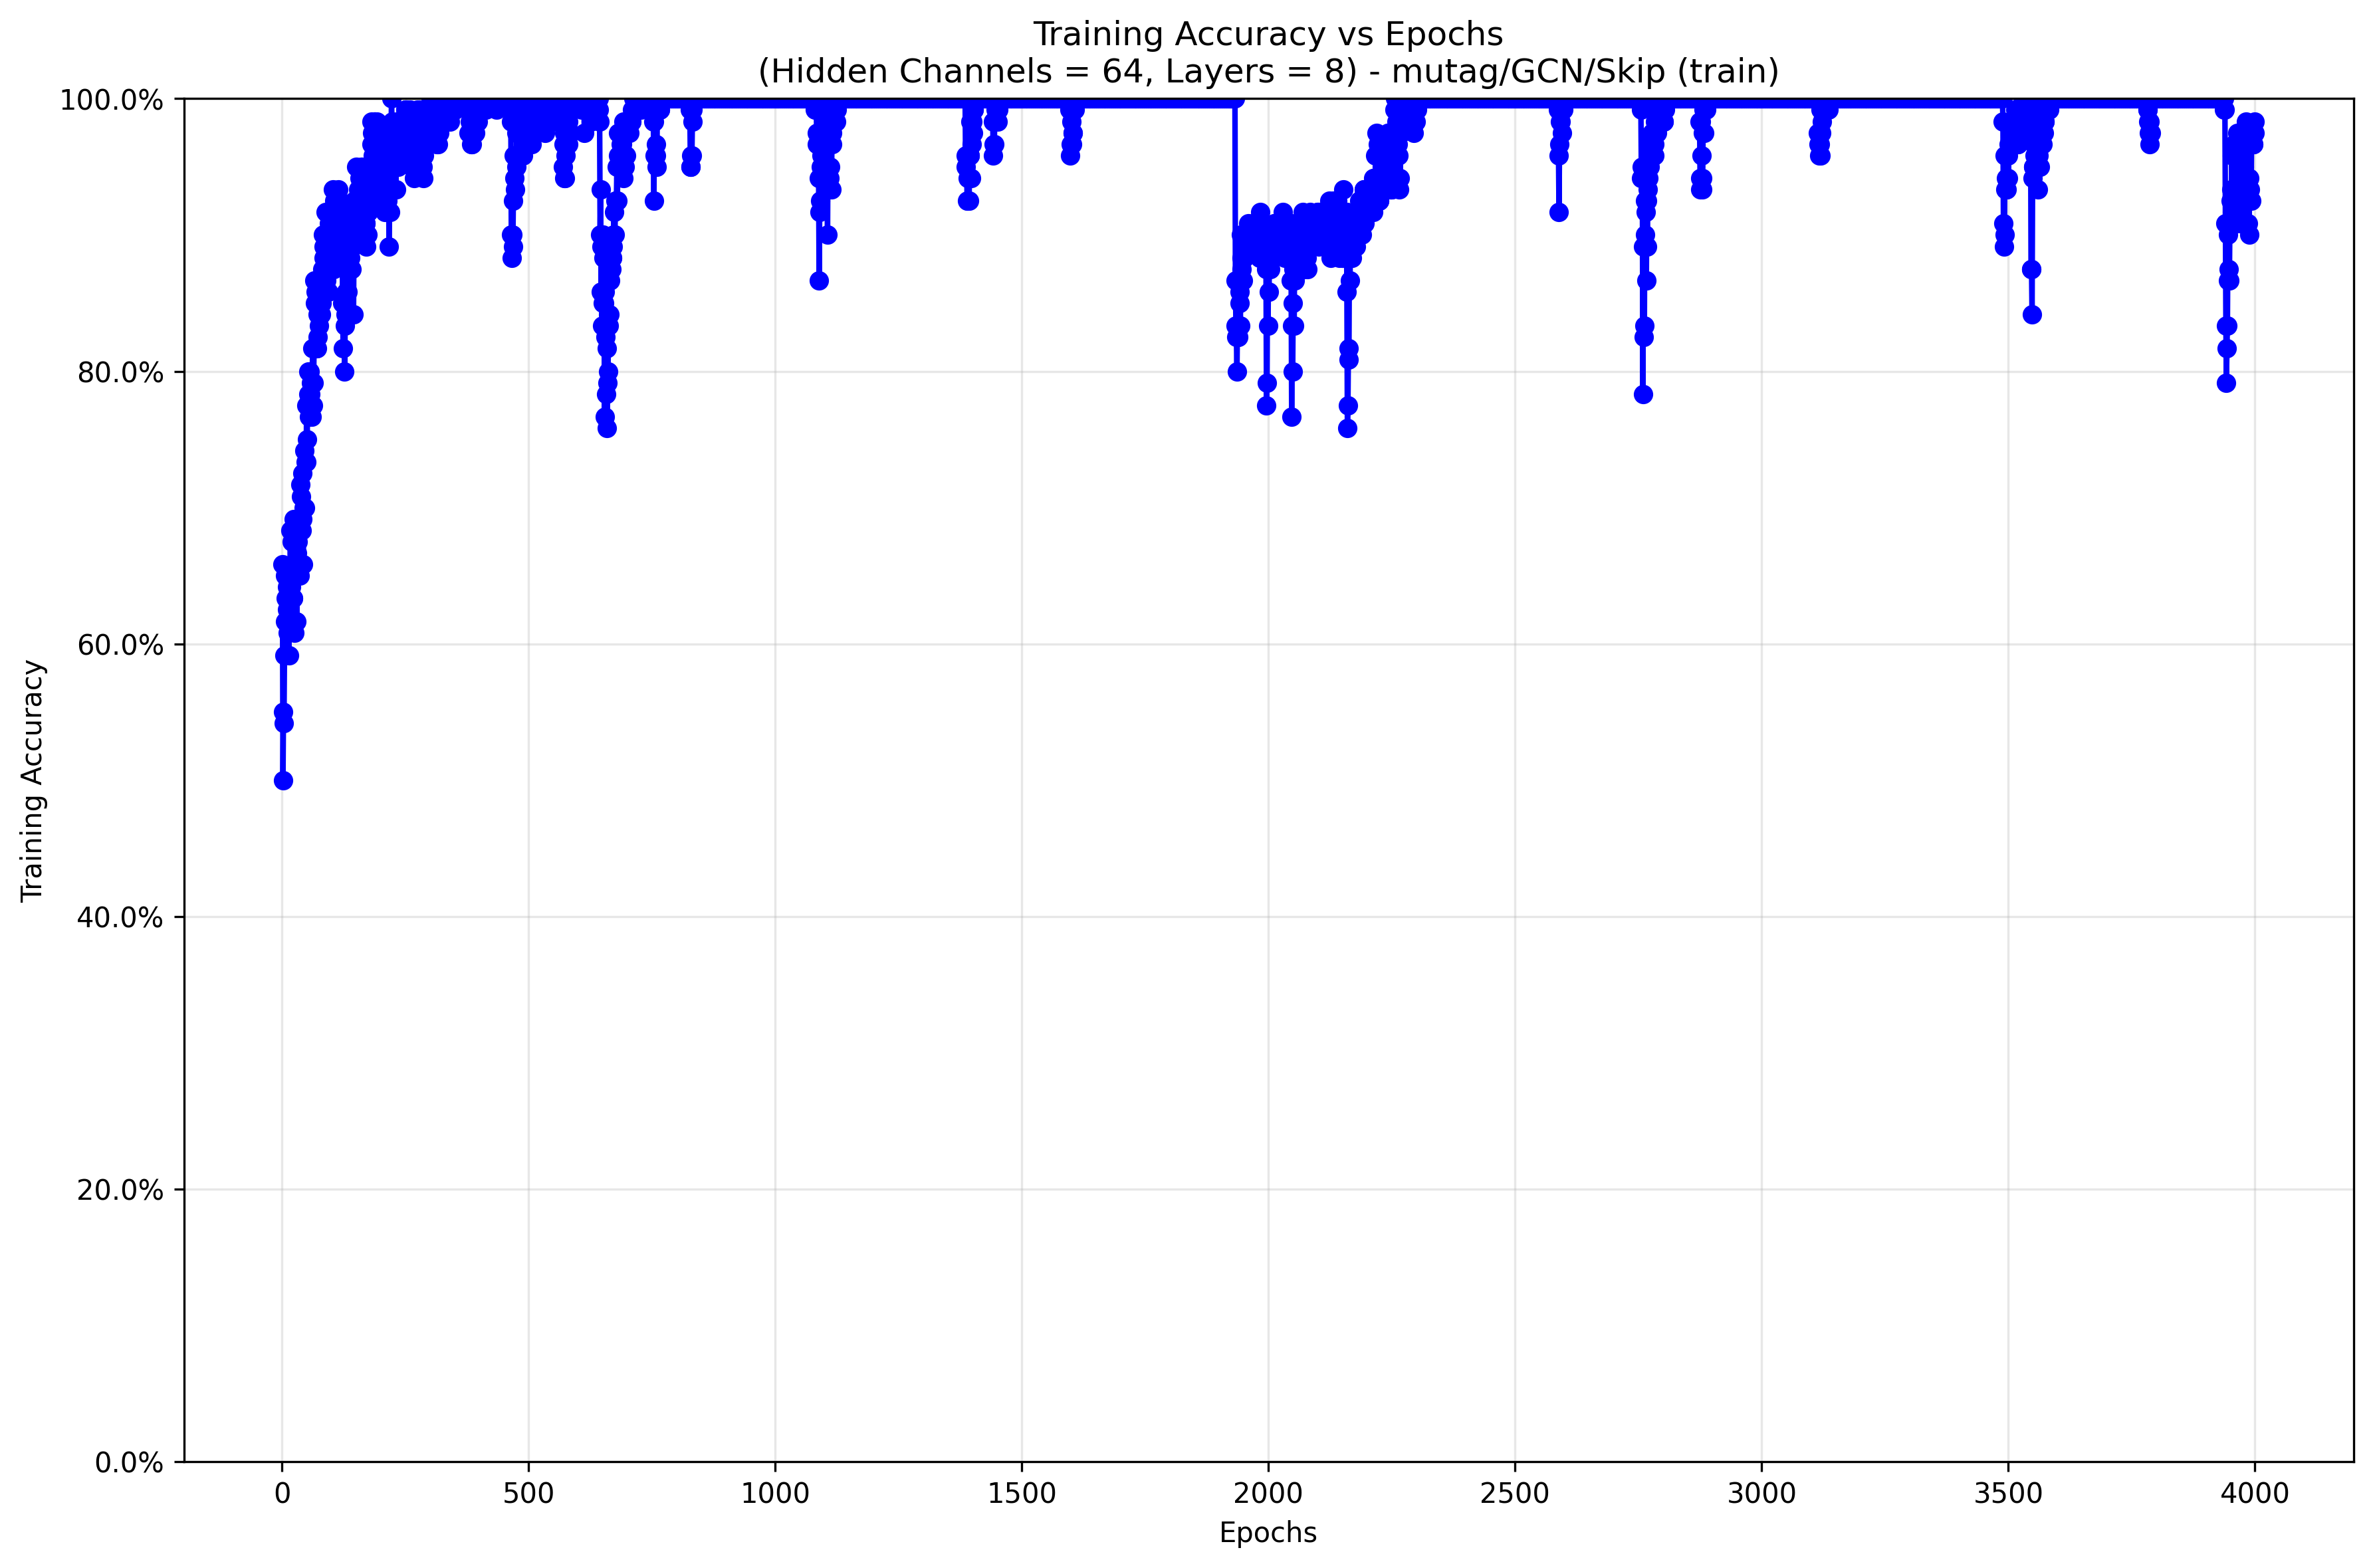 Training Accuracy vs Epochs
(Hidden Channels = 64, Layers = 8) - mutag/GCN/Skip (train)
100.0%
80.0%
60.0%
40.0%
20.0%
0.0%
Training Accuracy
0 500 1000 1500 2000 2500 3000 3500 4000
Epochs